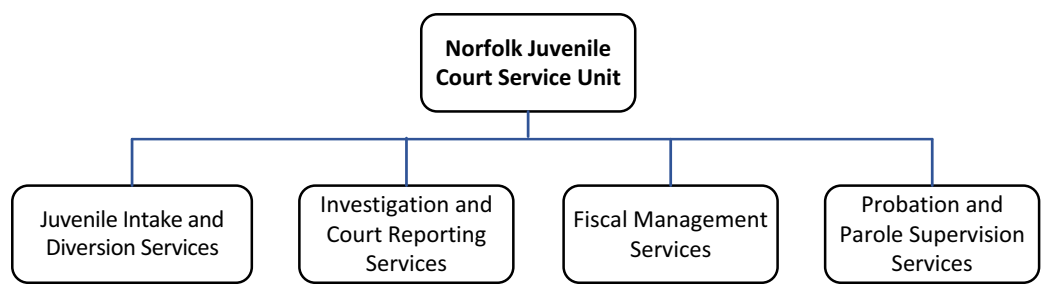 Norfolk Juvenile
Court Service Unit
Juvenile Intake and
Diversion Services
Investigation and
Court Reporting
Services
Fiscal Management
Services
Probation and
Parole Supervision
Services